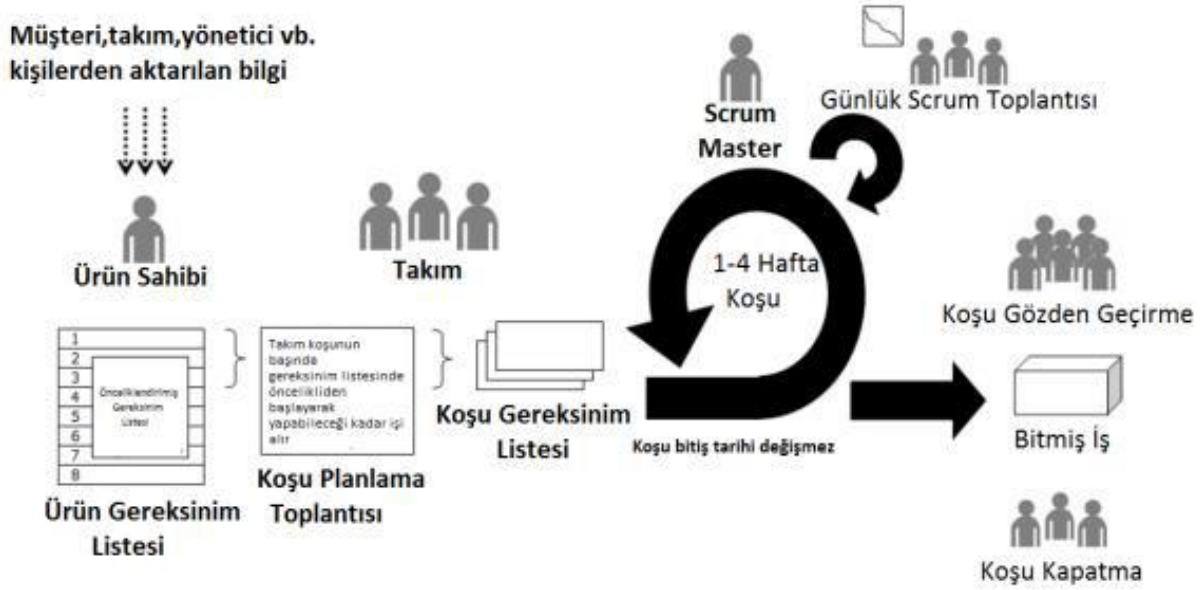 Müşteri,takım,yönetici vb.
kişilerden aktarılan bilgi
Ürün Sahibi
Takım
Scrum
Master
Günlük Scrum Toplantısı
1-4 Hafta
Koşu
1
2
3
4
5
6
7
8
Önceliklendirilmiş
Gereksinim
Listesi
Ürün Gereksinim
Listesi
Takım koşunun
başında
gereksinim listesinde
öncelikliden
başlayarak
yapabileceği kadar işi
alır
Koşu Planlama
Toplantısı
Koşu Gereksinim
Listesi
Koşu bitiş tarihi değişmez
Koşu Gözden Geçirme
Bitmiş İş
Koşu Kapatma